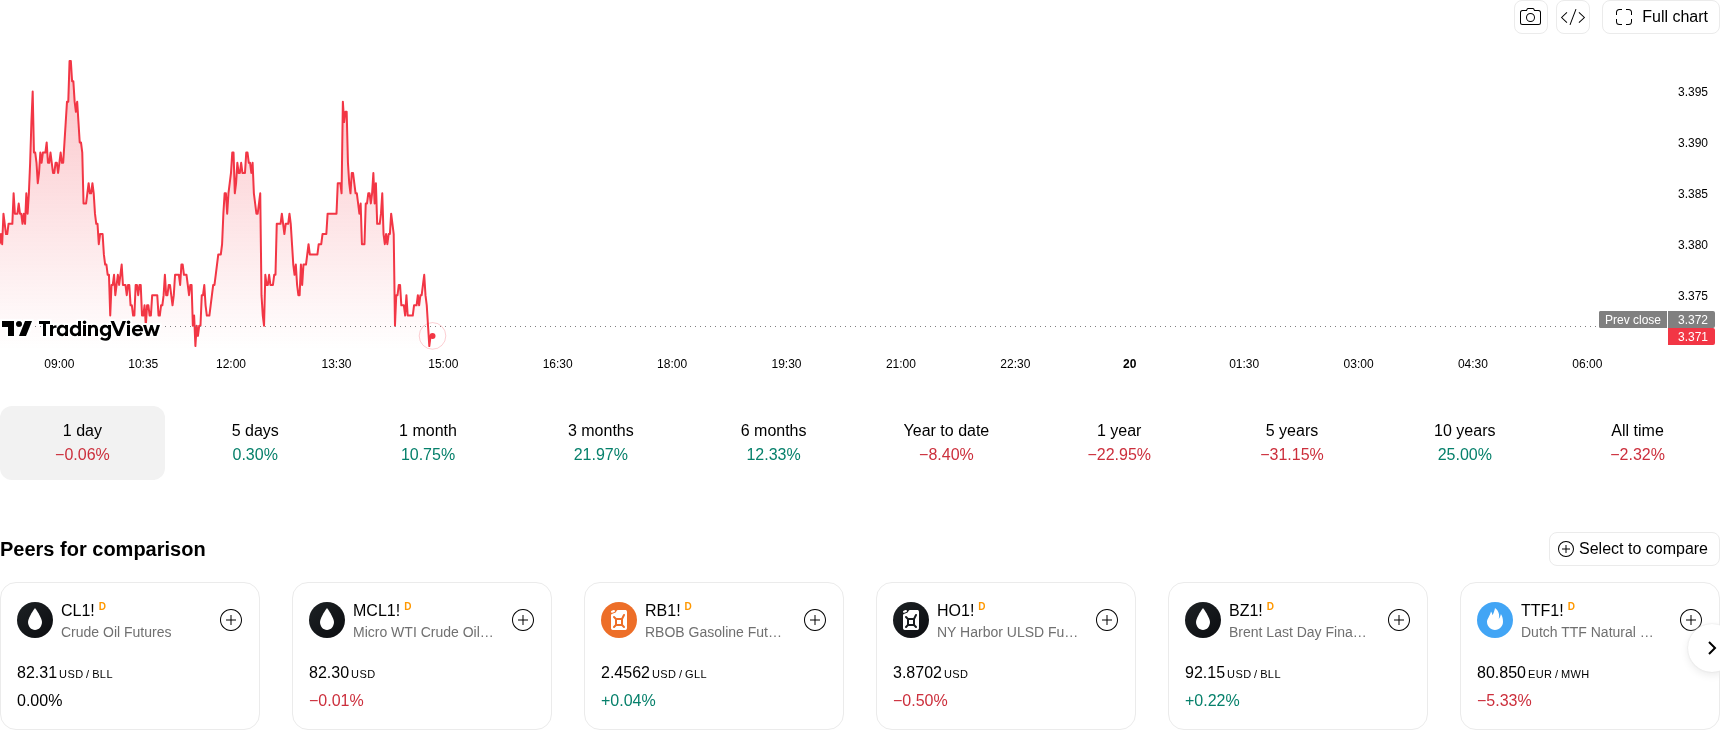 Full chart
3.395
3.390
3.385
3.380
3.375
Prev close 3.372
3.371
TradingView
09:00 10:35 12:00 13:30 15:00 16:30 18:00 19:30 21:00 22:30 20 01:30 03:00 04:30 06:00
1 day 5 days 1 month 3 months 6 months Year to date 1 year 5 years 10 years All time
−0.06% 0.30% 10.75% 21.97% 12.33% −8.40% −22.95% −31.15% 25.00% −2.32%
Peers for comparison
Select to compare
CL1! D MCL1! D RB1! D HO1! D BZ1! D TTF1! D
Crude Oil Futures Micro WTI Crude Oil… RBOB Gasoline Fut… NY Harbor ULSD Fu… Brent Last Day Fina… Dutch TTF Natural …
82.31 USD / BLL 82.30 USD 2.4562 USD / GLL 3.8702 USD 92.15 USD / BLL 80.850 EUR / MWH
0.00% −0.01% +0.04% −0.50% +0.22% −5.33%